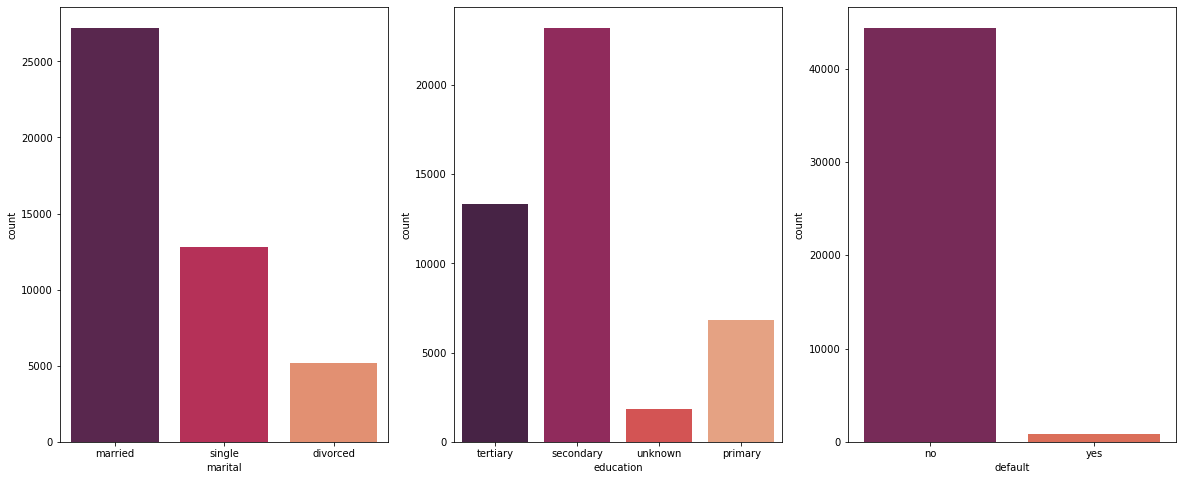 count
25000
20000
15000
10000
5000
0
married single divorced
marital
count
20000
15000
10000
5000
0
tertiary secondary unknown primary
education
count
40000
30000
20000
10000
0
no yes
default